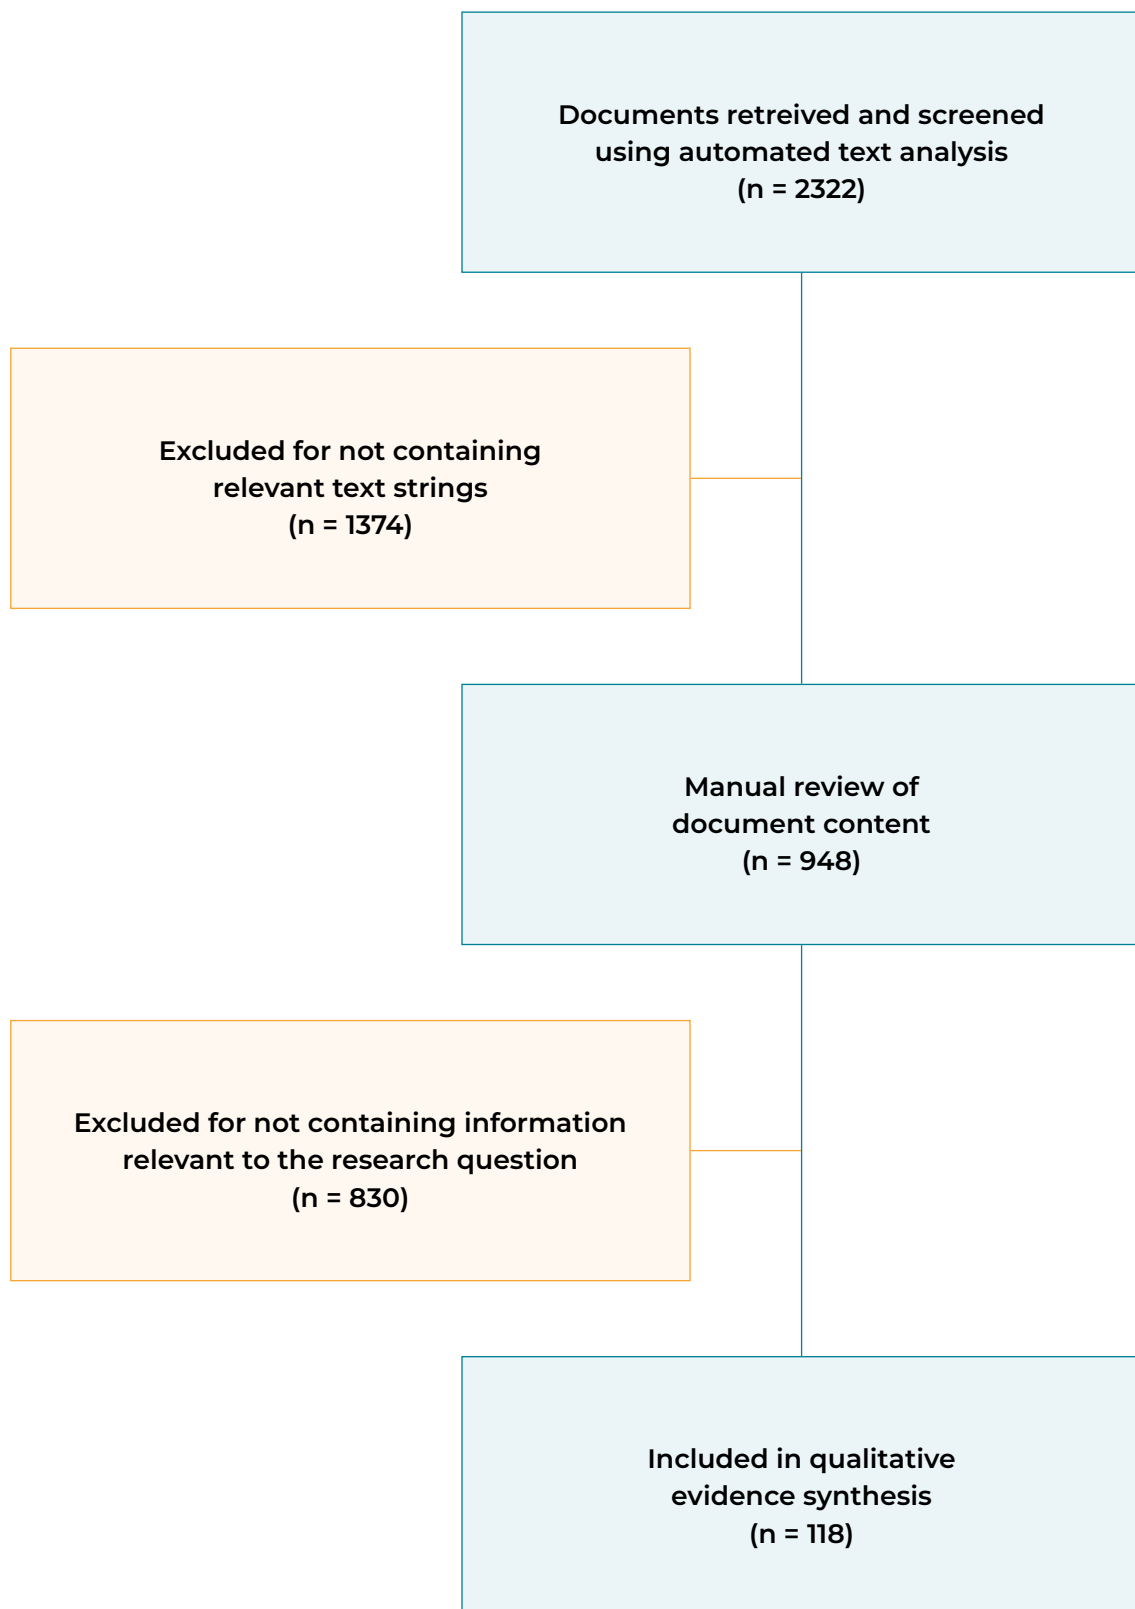 Documents retreived and screened
using automated text analysis
(n = 2322)
Excluded for not containing
relevant text strings
(n = 1374)
Manual review of
document content
(n = 948)
Excluded for not containing information
relevant to the research question
(n = 830)
Included in qualitative
evidence synthesis
(n = 118)